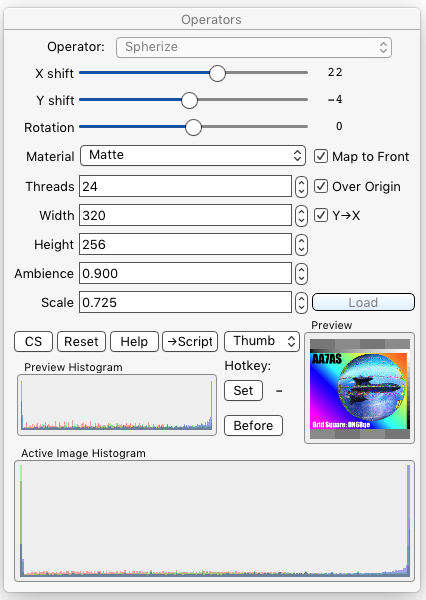 Operators
Operator: Spherize
X shift 22
Y shift -4
Rotation 0
Material Matte Map to Front
Threads 24 Over Origin
Width 320 Y→X
Height 256
Ambience 0.900
Scale 0.725 Load
CS Reset Help →Script Thumb Preview
Preview Histogram Hotkey:
Set –
Before
AA7AS
Grid Square: DN68qe
Active Image Histogram